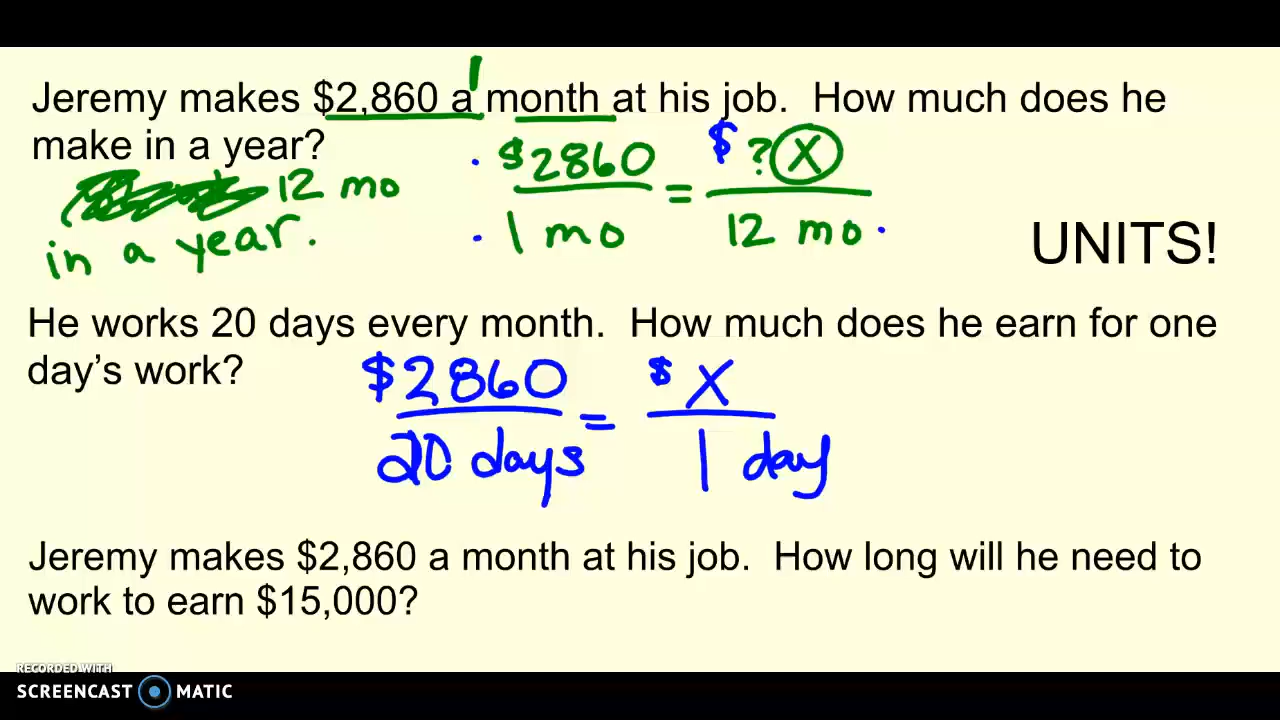 Jeremy makes $2,860 a 1 month at his job. How much does he
make in a year?
$2860 = $ ? X
12 mo
1 mo 12 mo
in a year.
UNITS!
He works 20 days every month. How much does he earn for one
day's work?
$2860 = $ X
20 days 1 day
Jeremy makes $2,860 a month at his job. How long will he need to
work to earn $15,000?
RECORDED WITH
SCREENCAST MATIC